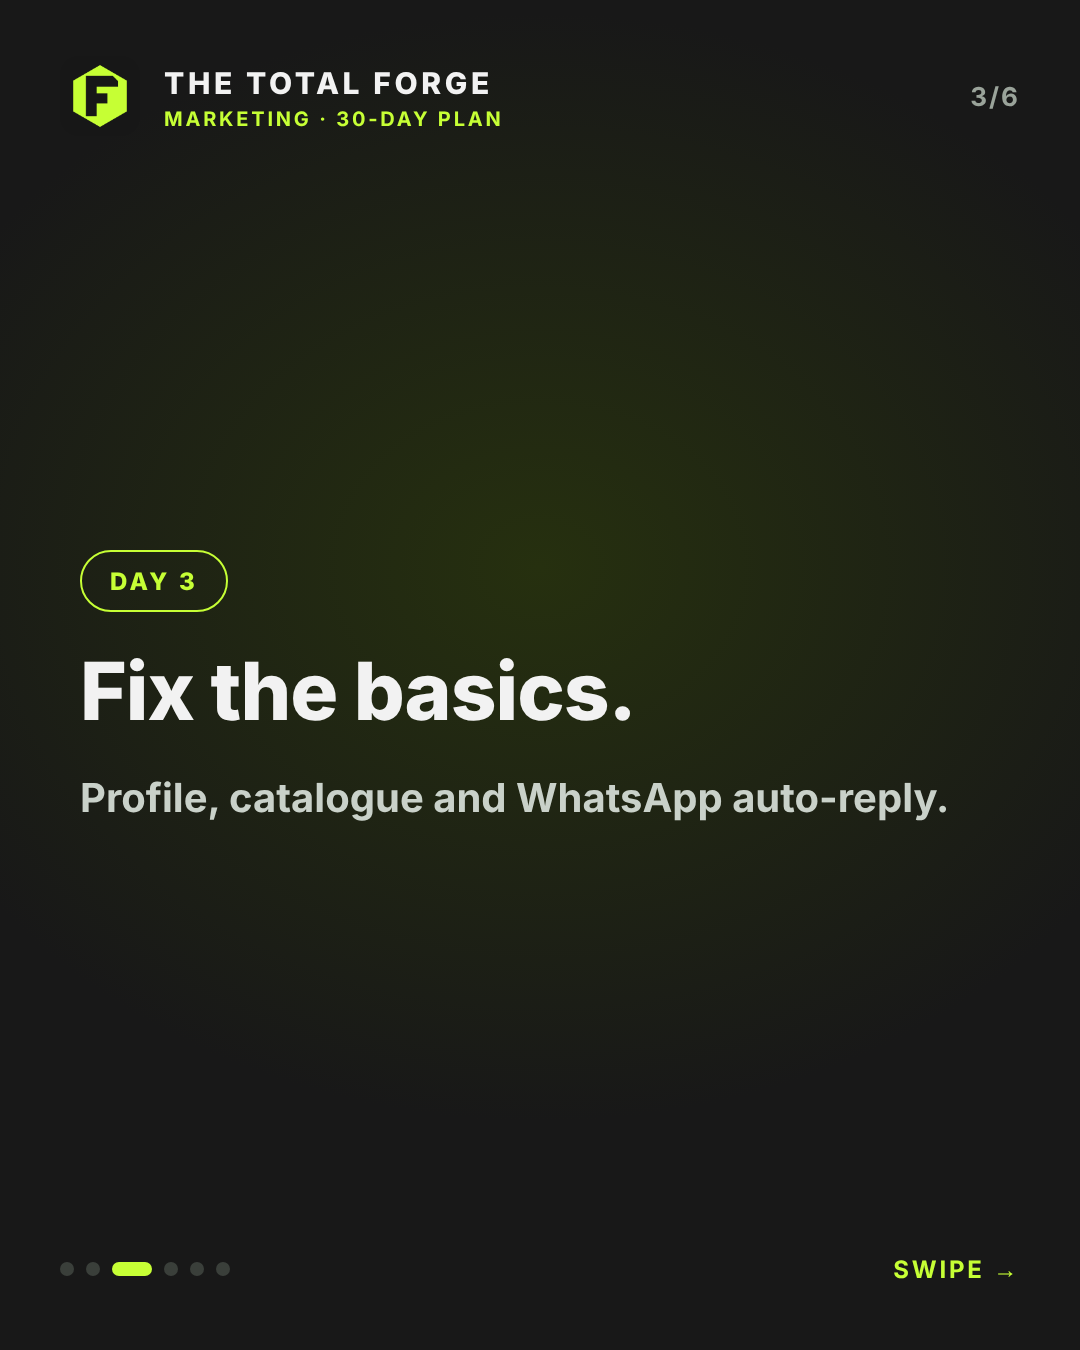 THE TOTAL FORGE
MARKETING · 30-DAY PLAN
3/6
DAY 3
Fix the basics.
Profile, catalogue and WhatsApp auto-reply.
SWIPE →